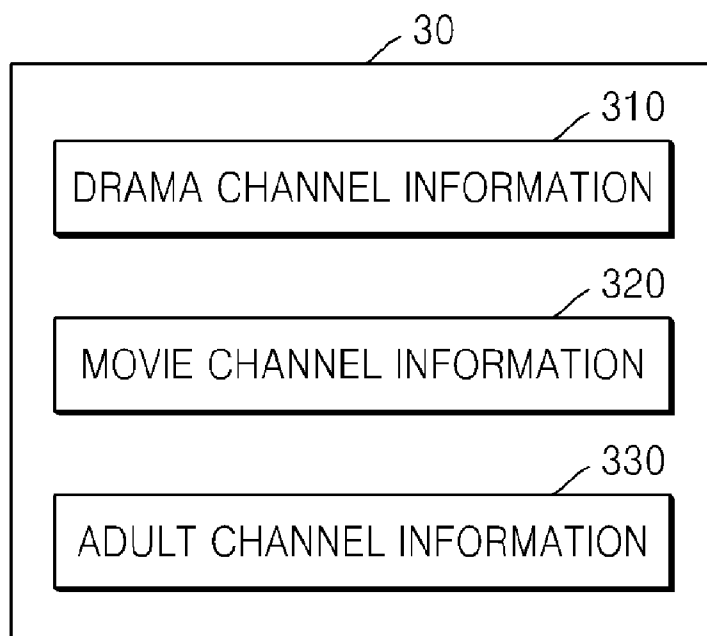 30
310
DRAMA CHANNEL INFORMATION
320
MOVIE CHANNEL INFORMATION
330
ADULT CHANNEL INFORMATION